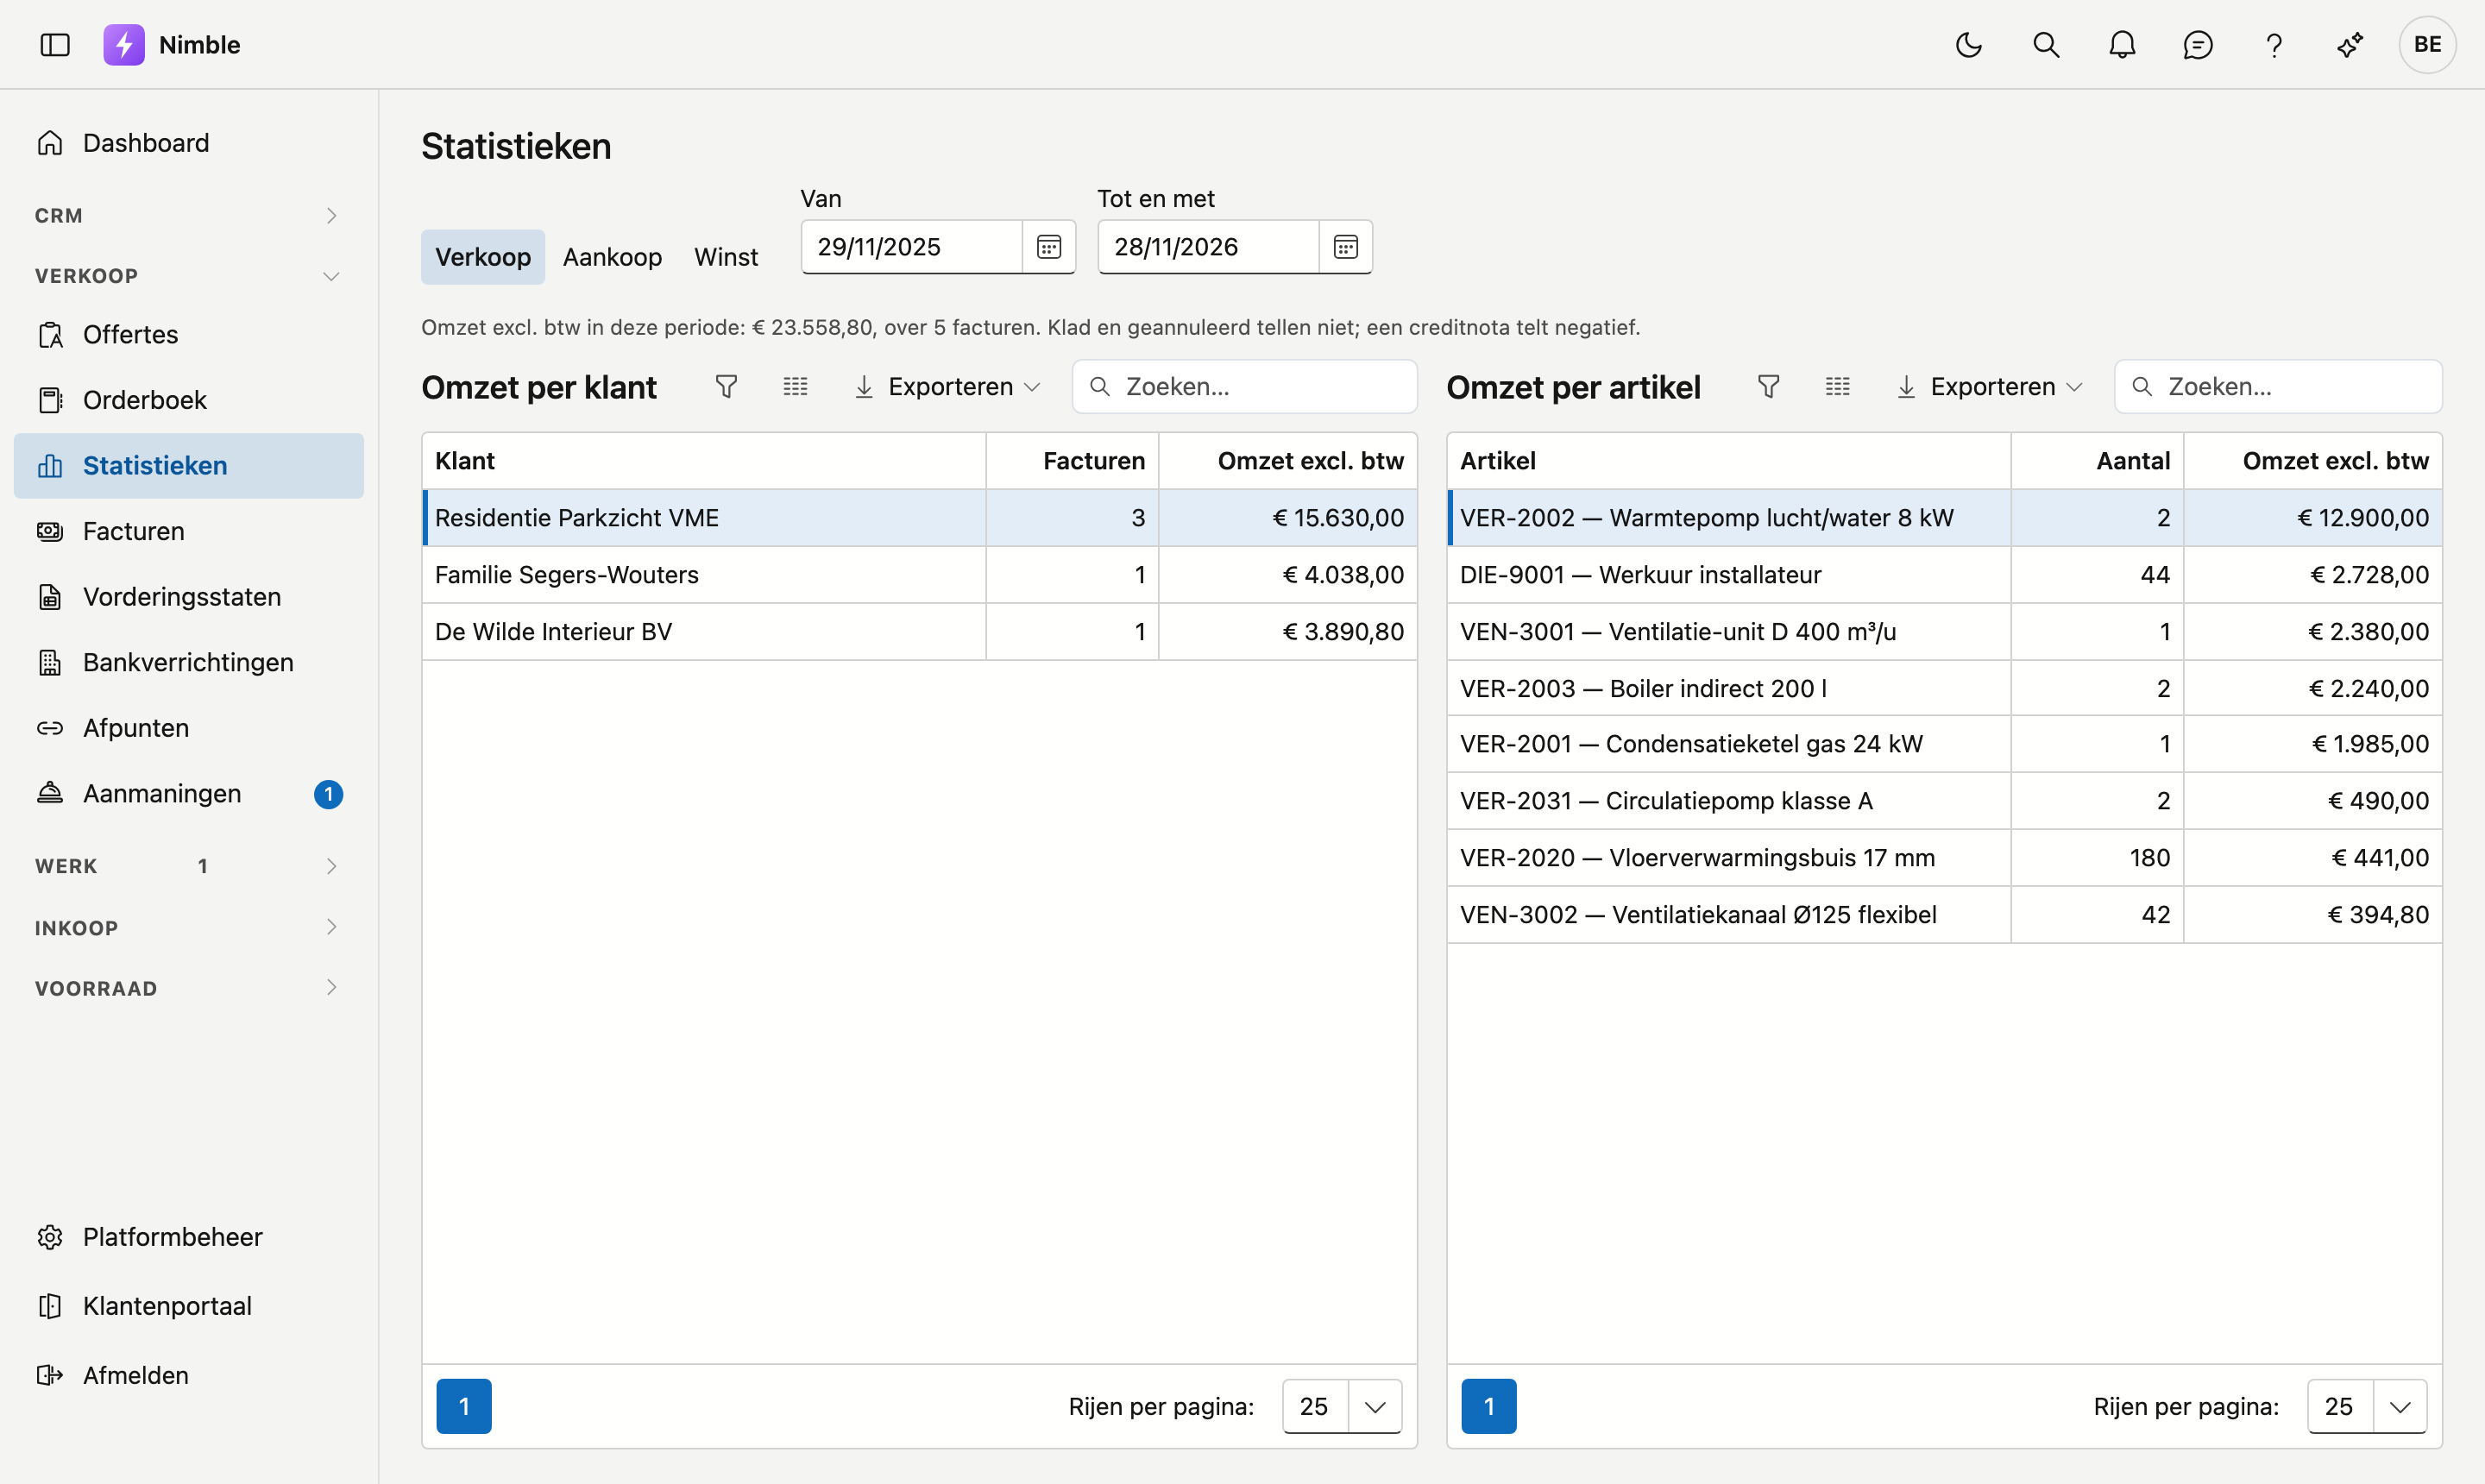 Nimble
BE
Dashboard
CRM
VERKOOP
Offertes
Orderboek
Statistieken
Facturen
Vorderingsstaten
Bankverrichtingen
Afpunten
Aanmaningen 1
WERK 1
INKOOP
VOORRAAD
Platformbeheer
Klantenportaal
Afmelden
Statistieken
Verkoop Aankoop Winst
Van
29/11/2025
Tot en met
28/11/2026
Omzet excl. btw in deze periode: € 23.558,80, over 5 facturen. Klad en geannuleerd tellen niet; een creditnota telt negatief.
Omzet per klant Exporteren Zoeken...
Klant Facturen Omzet excl. btw
Residentie Parkzicht VME 3 € 15.630,00
Familie Segers-Wouters 1 € 4.038,00
De Wilde Interieur BV 1 € 3.890,80
1 Rijen per pagina: 25
Omzet per artikel Exporteren Zoeken...
Artikel Aantal Omzet excl. btw
VER-2002 — Warmtepomp lucht/water 8 kW 2 € 12.900,00
DIE-9001 — Werkuur installateur 44 € 2.728,00
VEN-3001 — Ventilatie-unit D 400 m³/u 1 € 2.380,00
VER-2003 — Boiler indirect 200 l 2 € 2.240,00
VER-2001 — Condensatieketel gas 24 kW 1 € 1.985,00
VER-2031 — Circulatiepomp klasse A 2 € 490,00
VER-2020 — Vloerverwarmingsbuis 17 mm 180 € 441,00
VEN-3002 — Ventilatiekanaal Ø125 flexibel 42 € 394,80
1 Rijen per pagina: 25